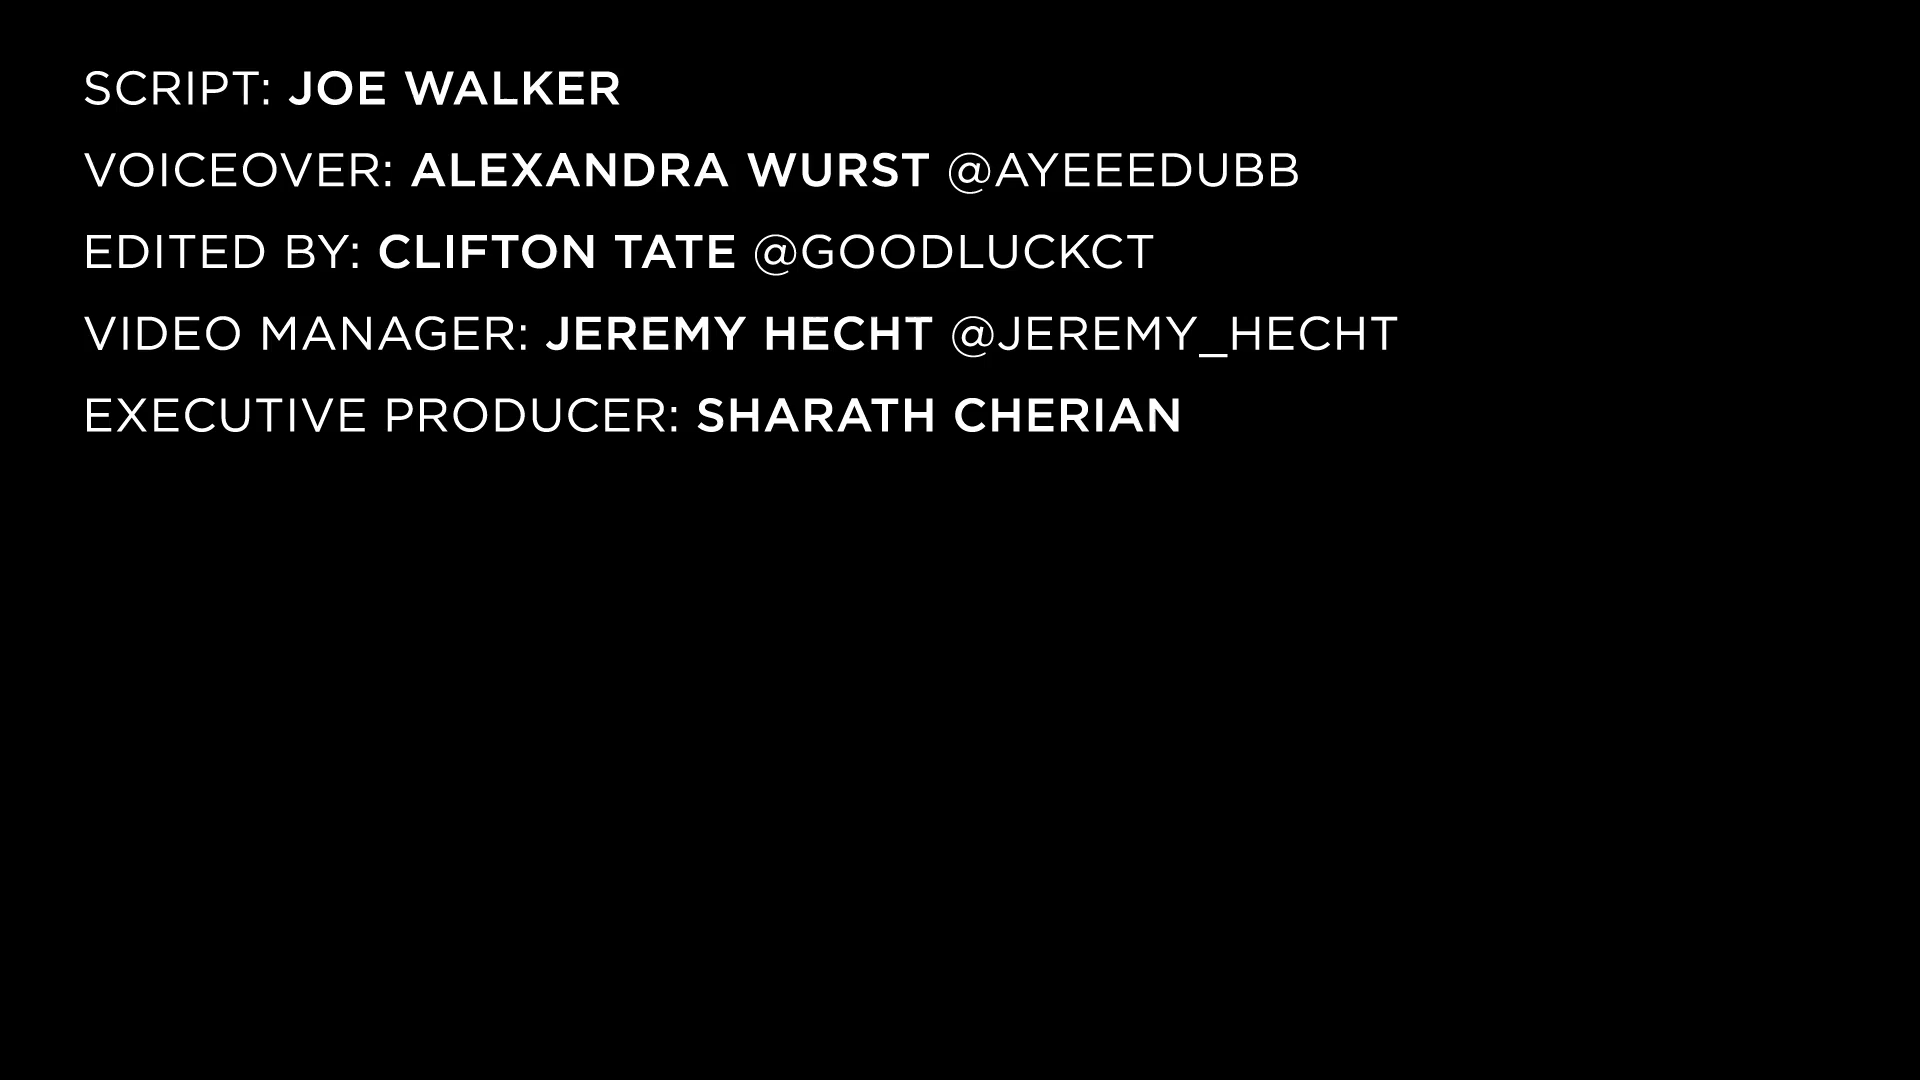 SCRIPT: JOE WALKER
VOICEOVER: ALEXANDRA WURST @AYEEEDUBB
EDITED BY: CLIFTON TATE @GOODLUCKCT
VIDEO MANAGER: JEREMY HECHT @JEREMY_HECHT
EXECUTIVE PRODUCER: SHARATH CHERIAN